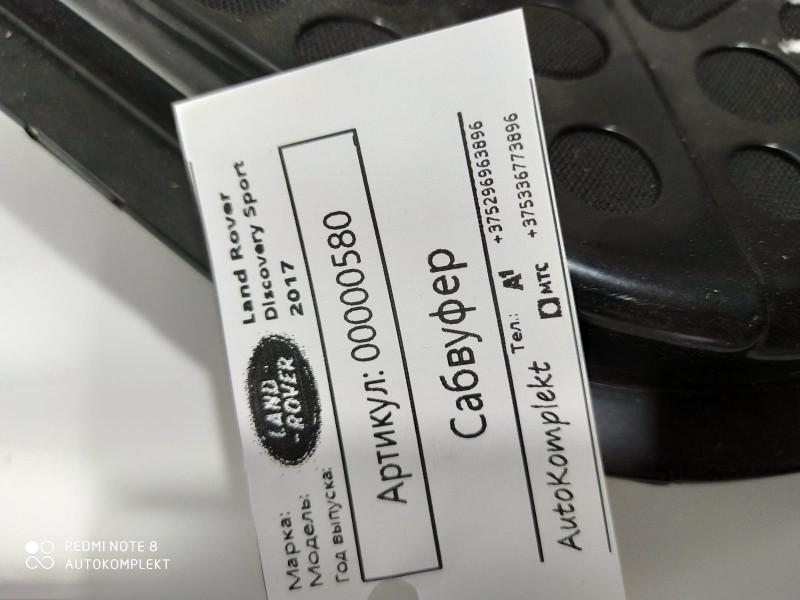 Марка: Land Rover
Модель: Discovery Sport
Год выпуска: 2017
LAND-
-ROVER
Артикул: 00000580
Сабвуфер
Тел.: A1 +375296963896
AutoKomplekt МТС +375336773896
REDMI NOTE 8
AUTOKOMPLEKT